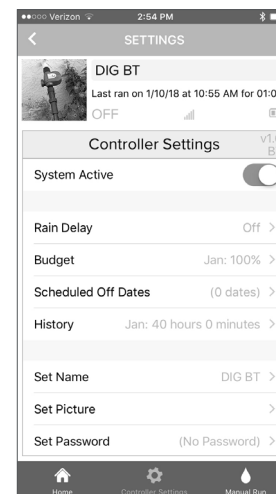 ●●○○○ Verizon 2:54 PM
SETTINGS
DIG BT
Last ran on 1/10/18 at 10:55 AM for 01:0
OFF
Controller Settings
System Active
Rain Delay Off >
Budget Jan: 100% >
Scheduled Off Dates (0 dates) >
History Jan: 40 hours 0 minutes >
Set Name DIG BT >
Set Picture >
Set Password (No Password) >
Home Controller Settings Manual Run